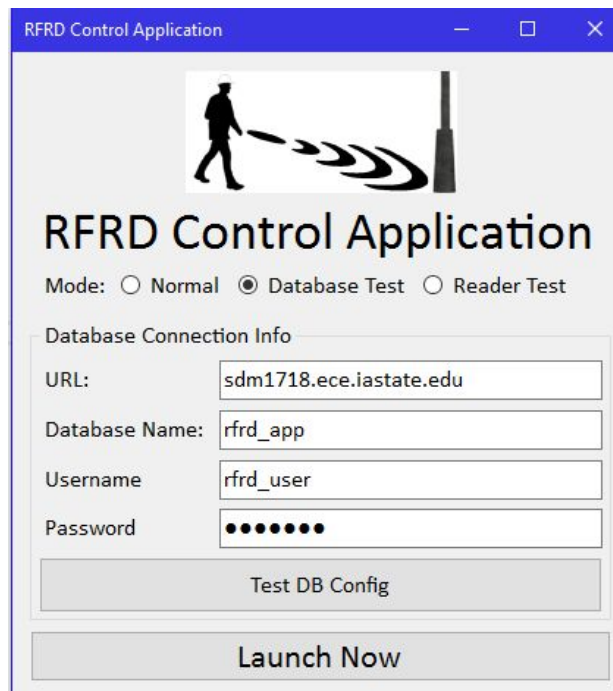 RFRD Control Application
RFRD Control Application
Mode: Normal Database Test Reader Test
Database Connection Info
URL: sdm1718.ece.iastate.edu
Database Name: rfrd_app
Username rfrd_user
Password ●●●●●●●
Test DB Config
Launch Now